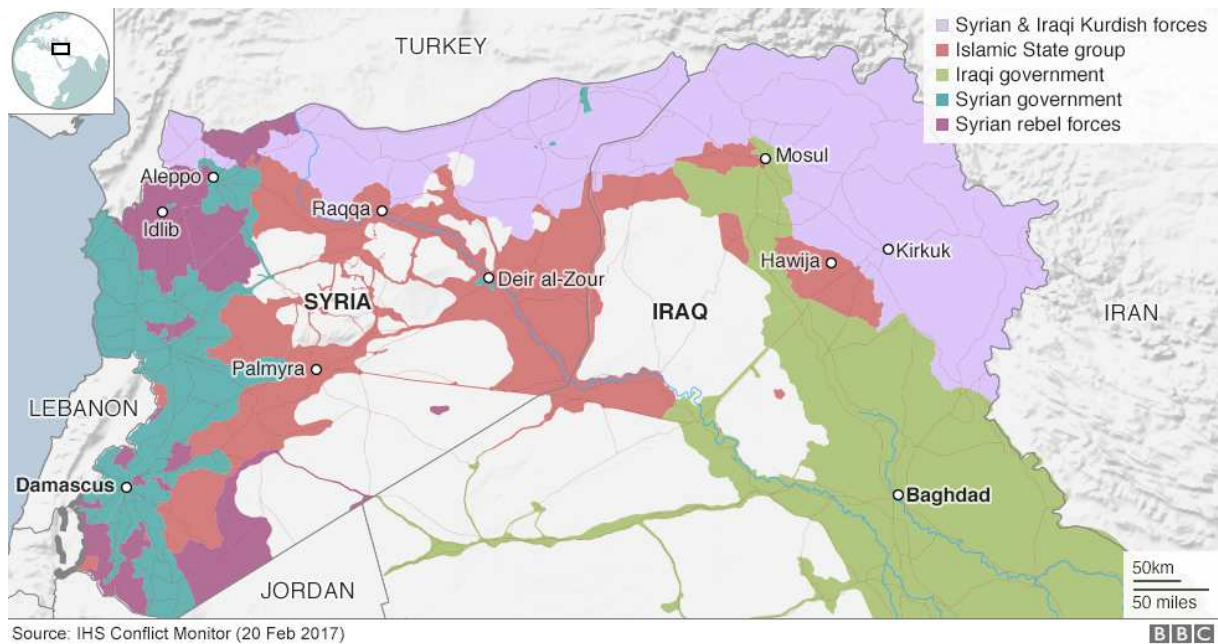 TURKEY
Syrian & Iraqi Kurdish forces
Islamic State group
Iraqi government
Syrian government
Syrian rebel forces
Mosul
Aleppo
Raqqa
Idlib
Kirkuk
Hawija
Deir al-Zour
SYRIA
IRAQ
IRAN
Palmyra
LEBANON
Damascus
Baghdad
JORDAN
50km
50 miles
Source: IHS Conflict Monitor (20 Feb 2017)
BBC